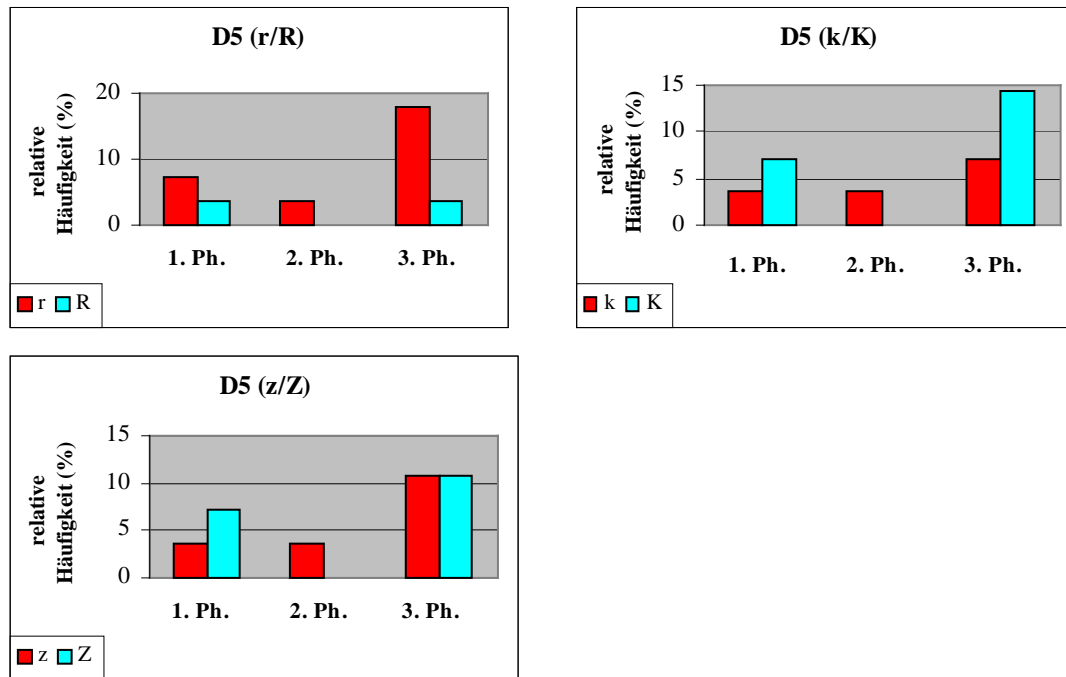 D5 (r/R)
relative
Häufigkeit (%)
20
10
0
1. Ph. 2. Ph. 3. Ph.
r R
D5 (k/K)
relative
Häufigkeit (%)
15
10
5
0
1. Ph. 2. Ph. 3. Ph.
k K
D5 (z/Z)
relative
Häufigkeit (%)
15
10
5
0
1. Ph. 2. Ph. 3. Ph.
z Z